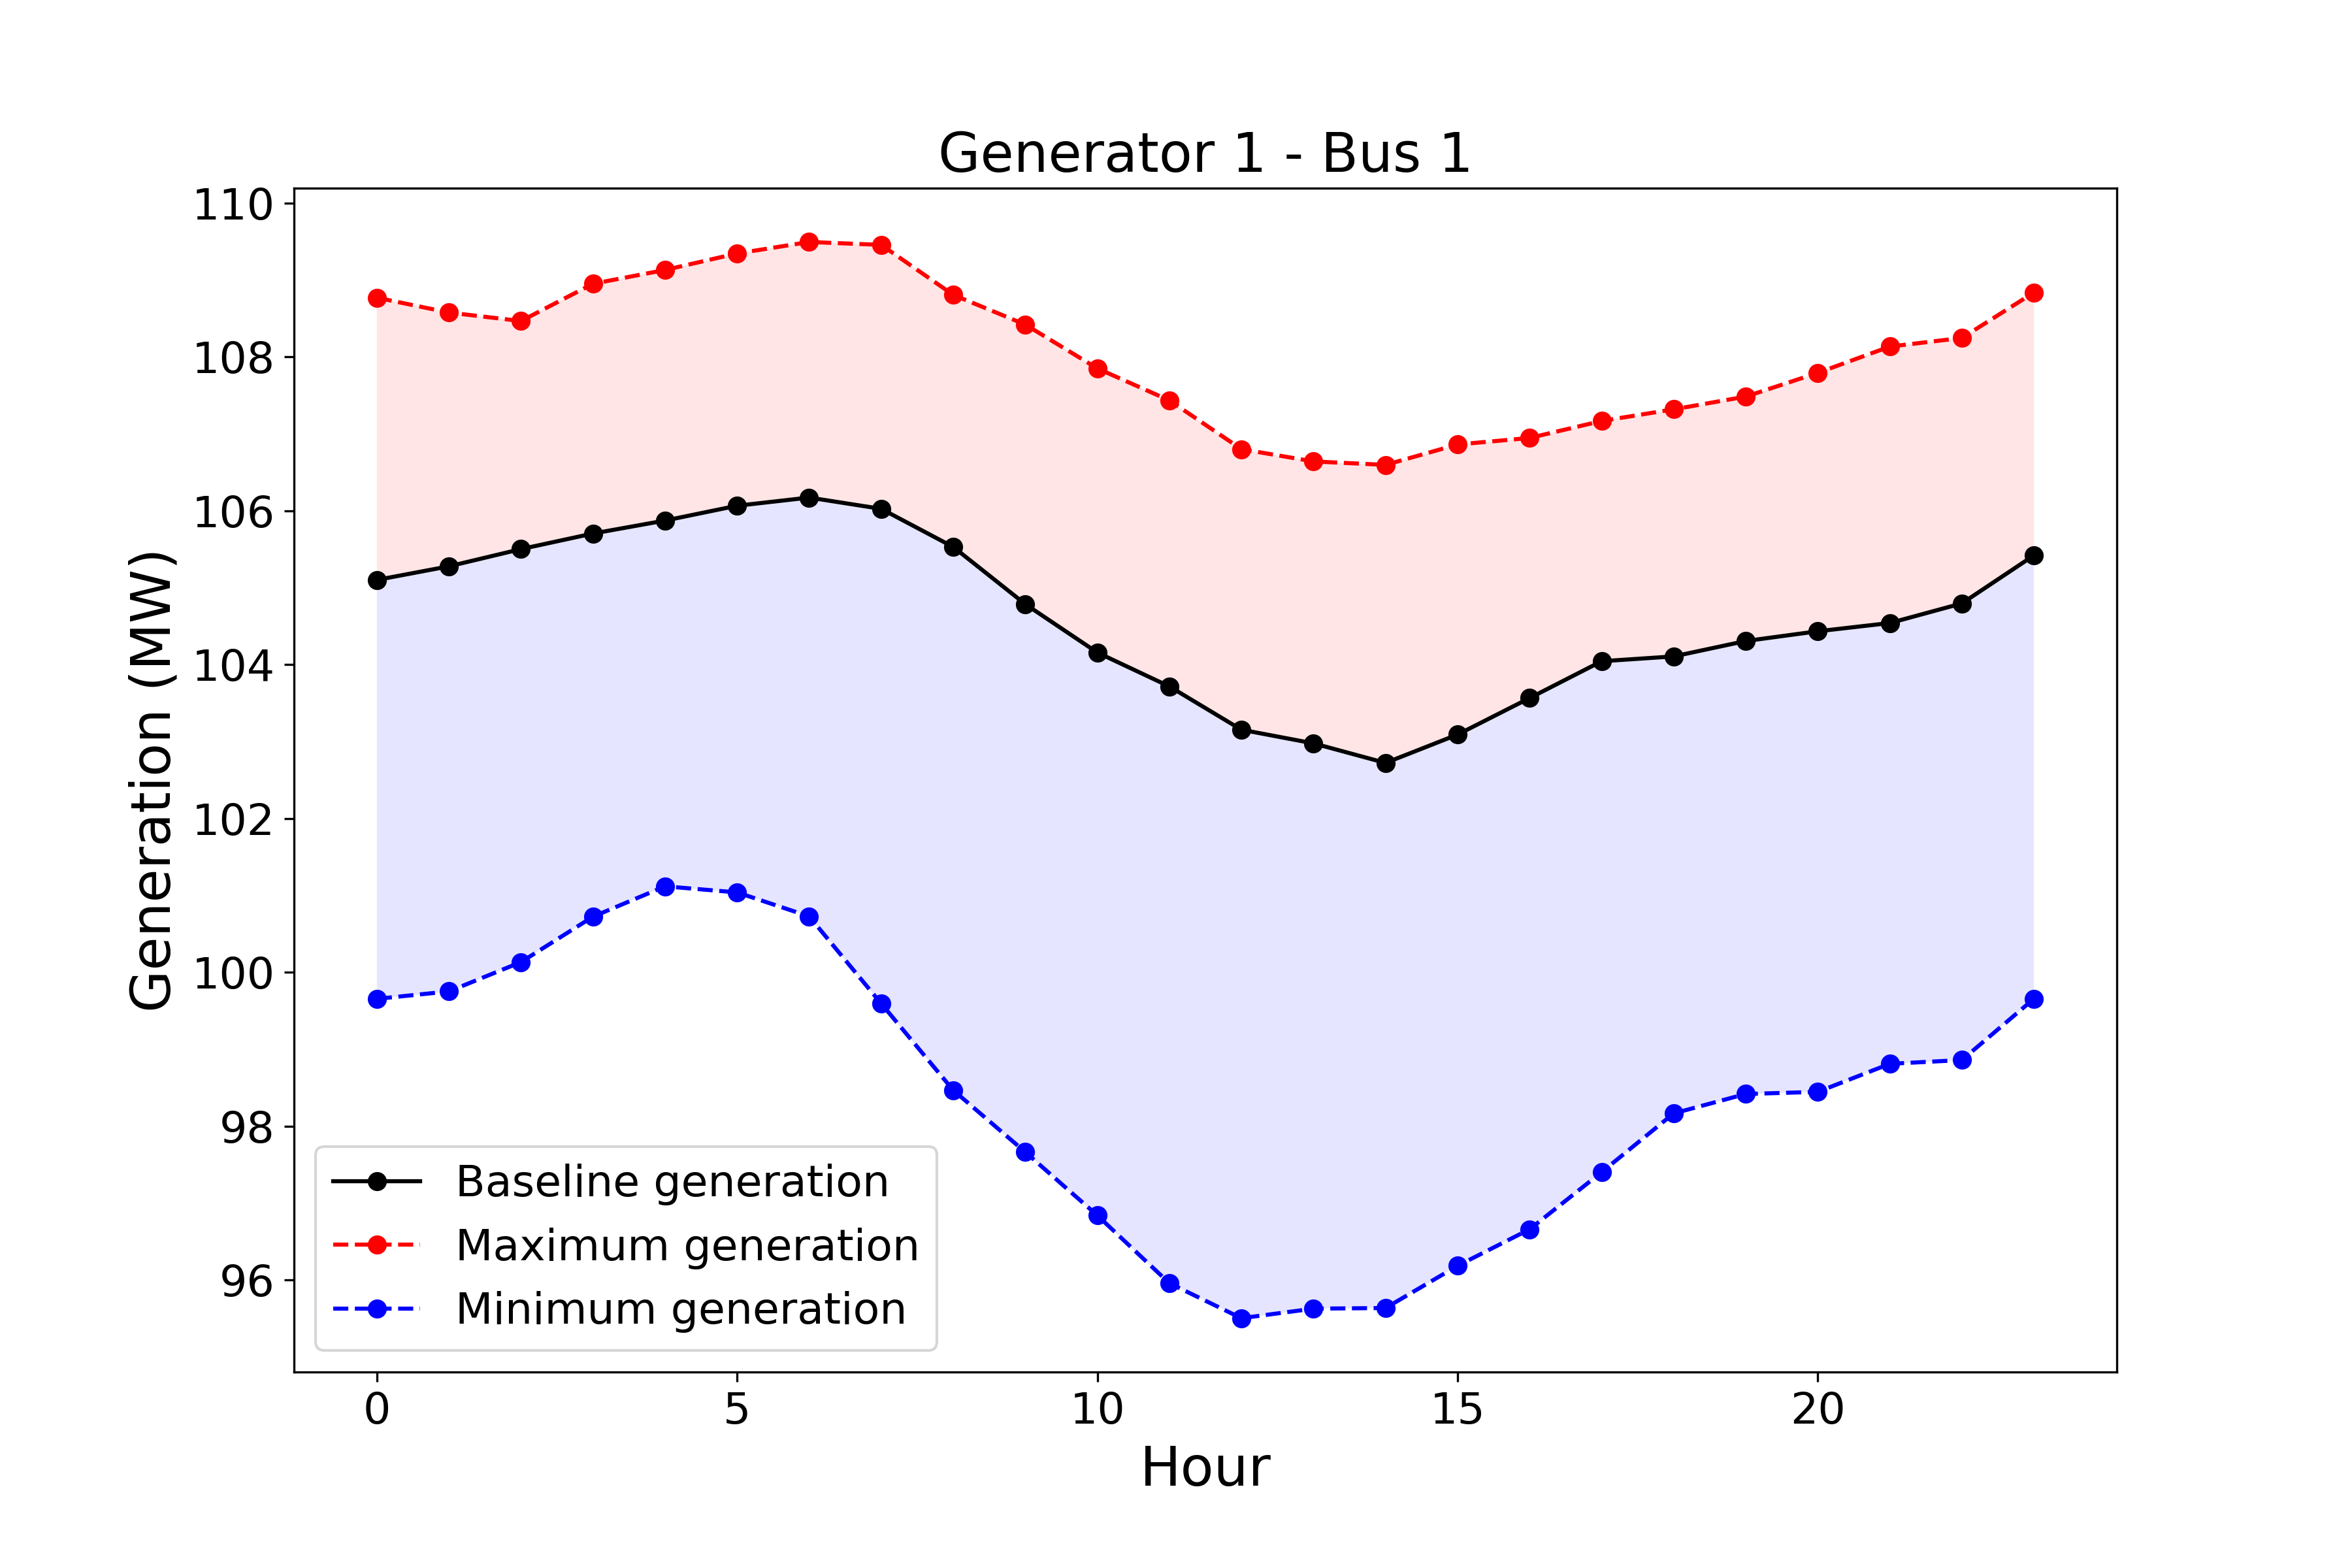 Generator 1 - Bus 1
Generation (MW)
110
108
106
104
102
100
98
96
Baseline generation
Maximum generation
Minimum generation
0 5 10 15 20
Hour